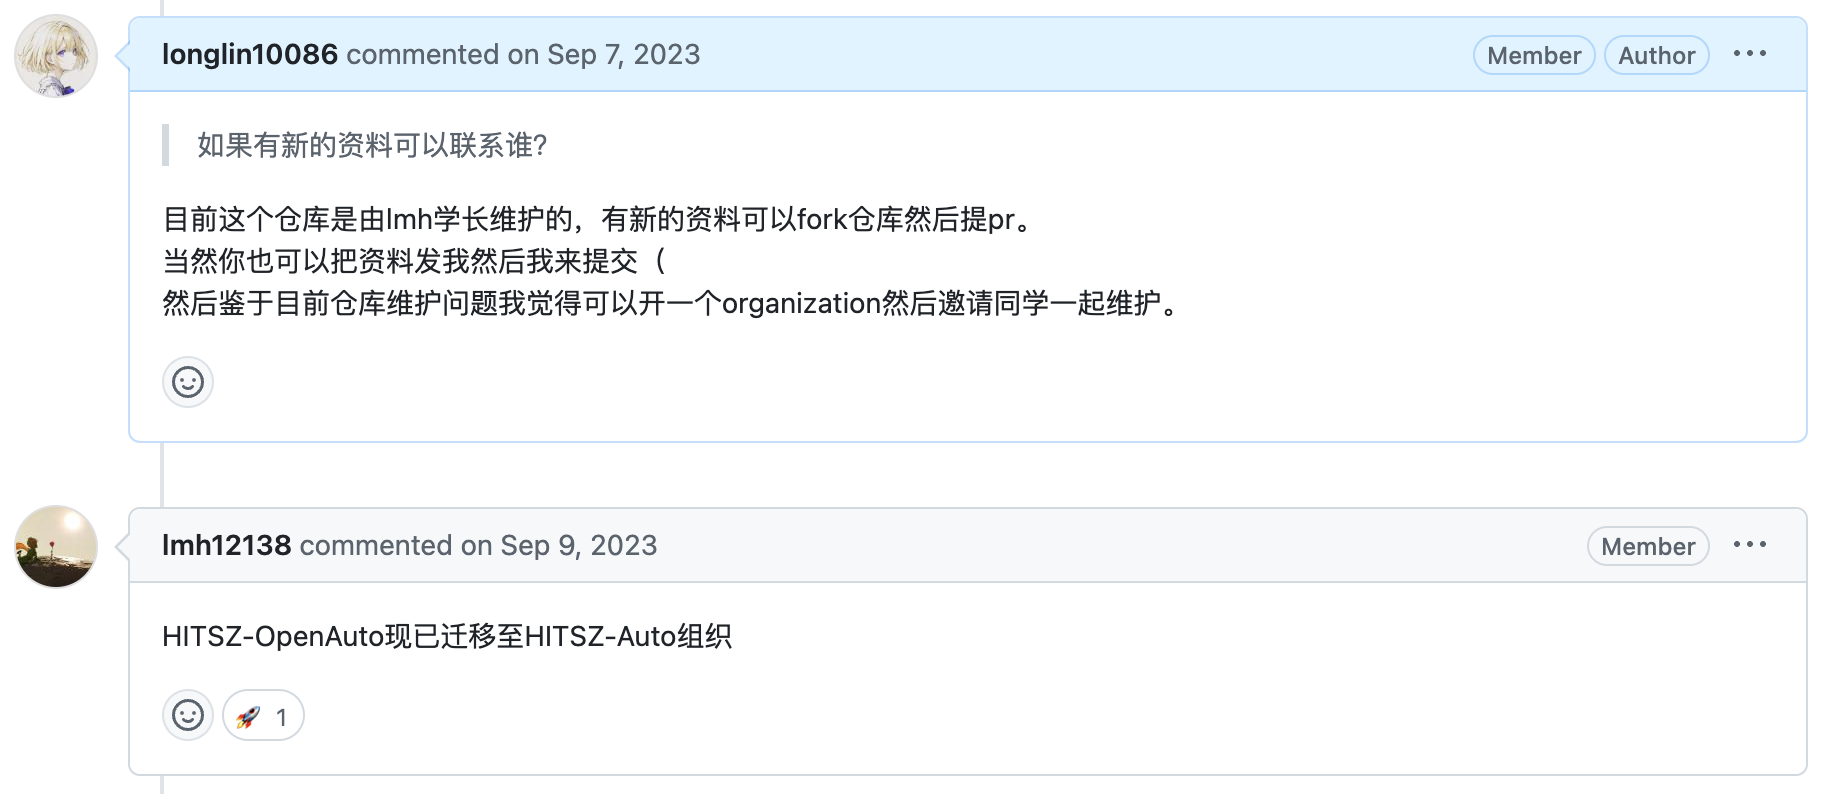 longlin10086 commented on Sep 7, 2023 Member Author
如果有新的资料可以联系谁?
目前这个仓库是由lmh学长维护的，有新的资料可以fork仓库然后提pr。
当然你也可以把资料发我然后我来提交（
然后鉴于目前仓库维护问题我觉得可以开一个organization然后邀请同学一起维护。
lmh12138 commented on Sep 9, 2023 Member
HITSZ-OpenAuto现已迁移至HITSZ-Auto组织
🚀 1